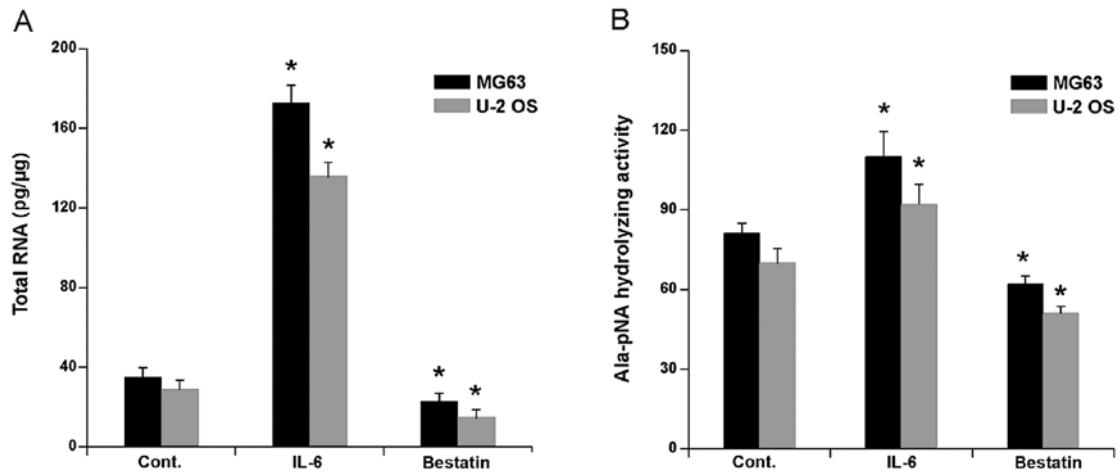 A
Total RNA (pg/µg)
200
160
120
80
40
0
*
*
*
*
MG63
U-2 OS
Cont.
IL-6
Bestatin
B
Ala-pNA hydrolyzing activity
150
120
90
60
30
0
*
*
*
*
MG63
U-2 OS
Cont.
IL-6
Bestatin